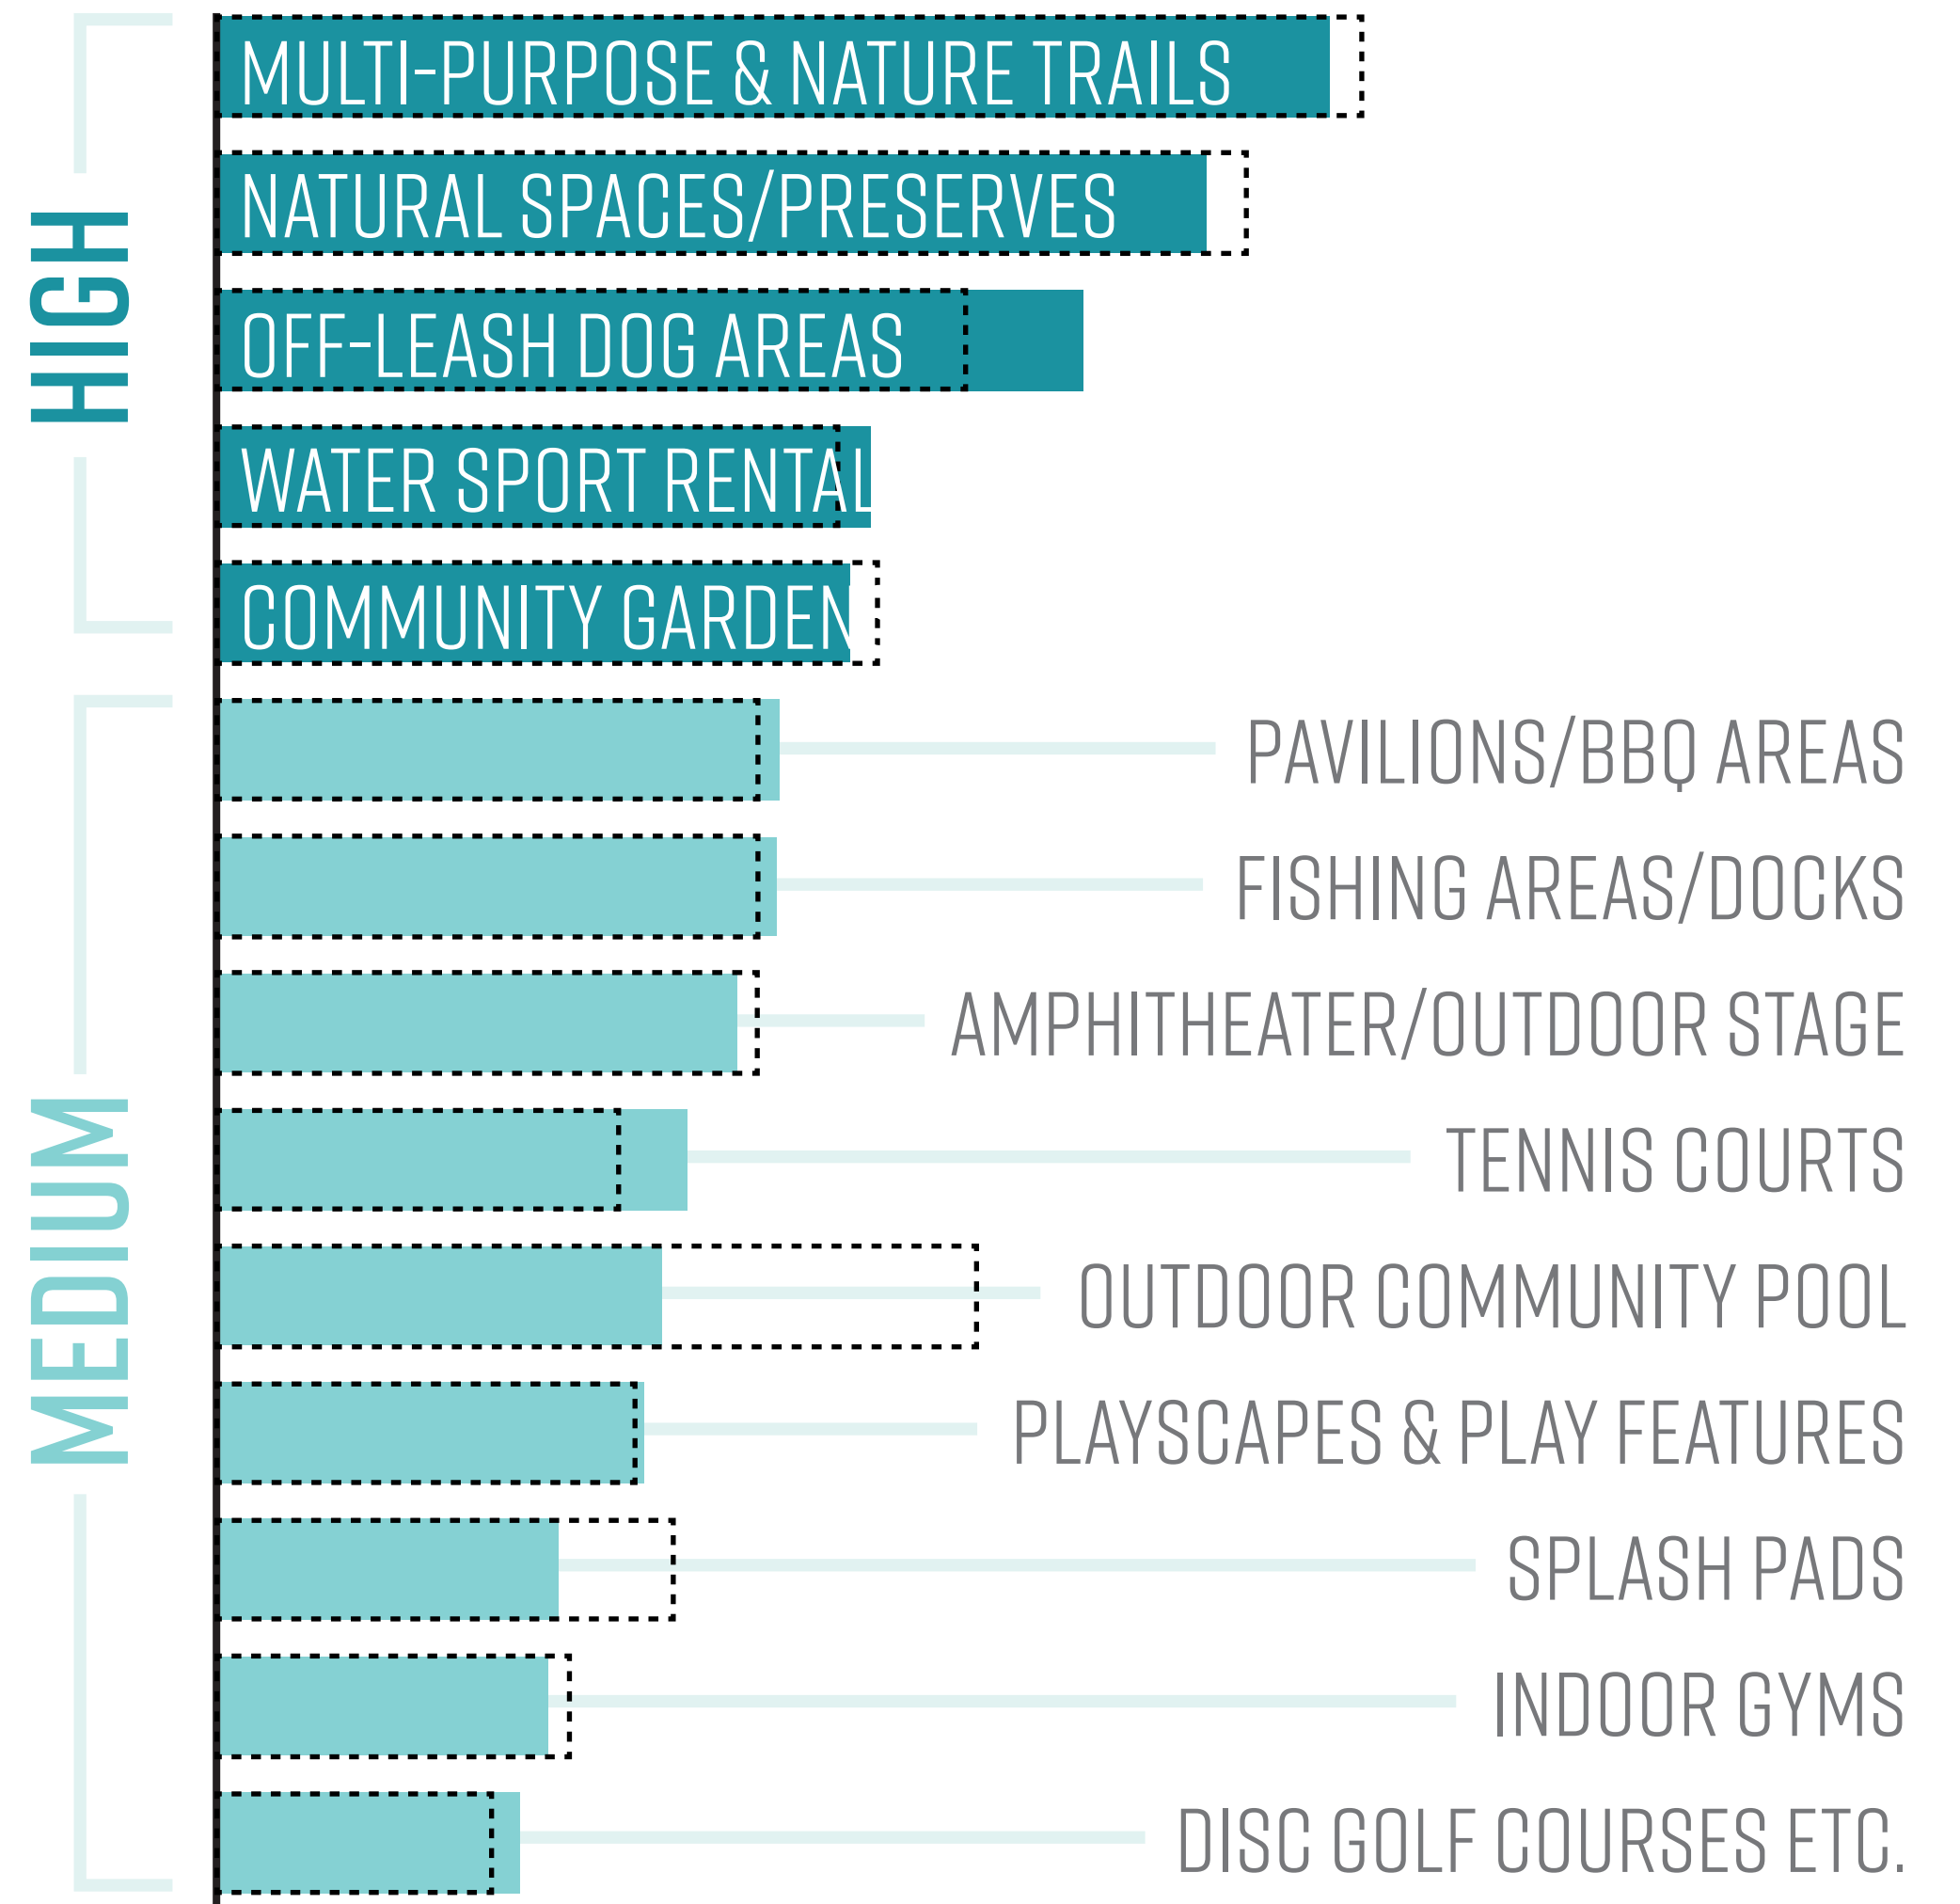 HIGH
MULTI-PURPOSE & NATURE TRAILS
NATURAL SPACES/PRESERVES
OFF-LEASH DOG AREAS
WATER SPORT RENTAL
COMMUNITY GARDEN
MEDIUM
PAVILIONS/BBQ AREAS
FISHING AREAS/DOCKS
AMPHITHEATER/OUTDOOR STAGE
TENNIS COURTS
OUTDOOR COMMUNITY POOL
PLAYSCAPES & PLAY FEATURES
SPLASH PADS
INDOOR GYMS
DISC GOLF COURSES ETC.